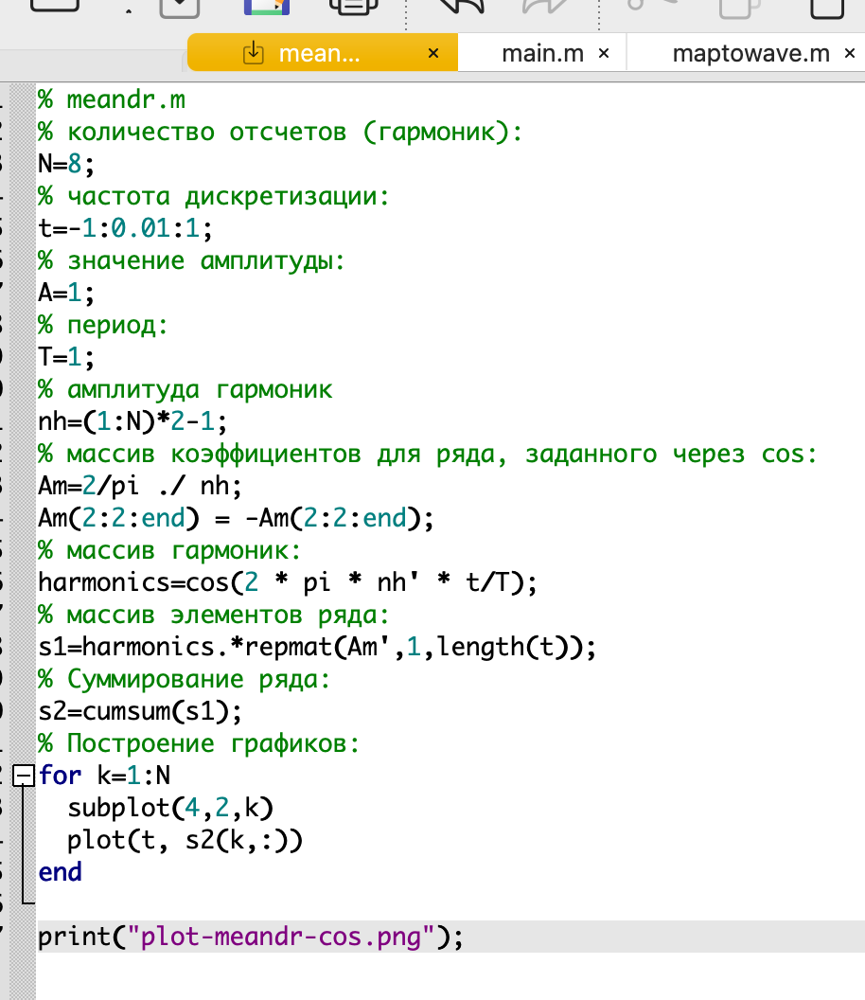 mean...
main.m
maptowave.m
% meandr.m
% количество отсчетов (гармоник):
N=8;
% частота дискретизации:
t=-1:0.01:1;
% значение амплитуды:
A=1;
% период:
T=1;
% амплитуда гармоник
nh=(1:N)*2-1;
% массив коэффициентов для ряда, заданного через cos:
Am=2/pi ./ nh;
Am(2:2:end) = -Am(2:2:end);
% массив гармоник:
harmonics=cos(2 * pi * nh' * t/T);
% массив элементов ряда:
s1=harmonics.*repmat(Am',1,length(t));
% Суммирование ряда:
s2=cumsum(s1);
% Построение графиков:
for k=1:N
  subplot(4,2,k)
  plot(t, s2(k,:))
end
print("plot-meandr-cos.png");